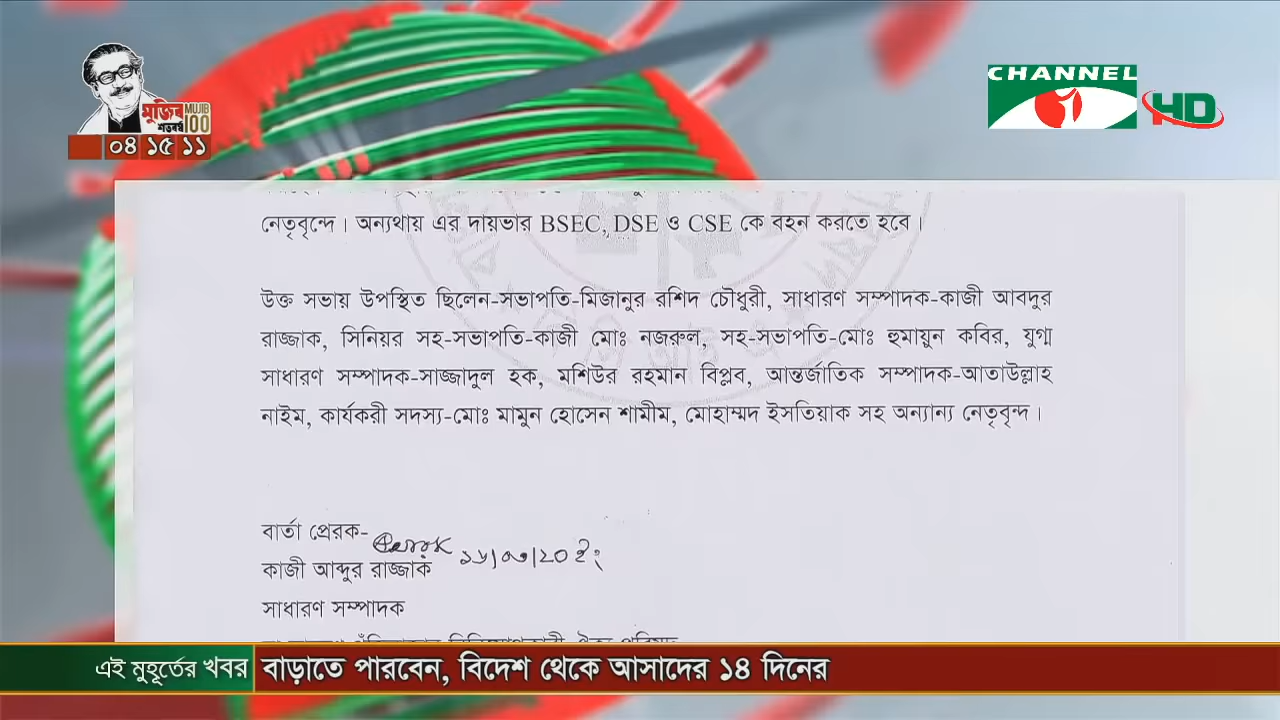 মুজিব
শতবর্ষ
MUJIB
100
০৪ ১৫ ১১
CHANNEL
HD
নেতৃবৃন্দে। অন্যথায় এর দায়ভার BSEC, DSE ও CSE কে বহন করতে হবে।
উক্ত সভায় উপস্থিত ছিলেন-সভাপতি-মিজানুর রশিদ চৌধুরী, সাধারণ সম্পাদক-কাজী আবদুর
রাজ্জাক, সিনিয়র সহ-সভাপতি-কাজী মোঃ নজরুল, সহ-সভাপতি-মোঃ হুমায়ুন কবির, যুগ্ম
সাধারণ সম্পাদক-সাজ্জাদুল হক, মশিউর রহমান বিপ্লব, আন্তর্জাতিক সম্পাদক-আতাউল্লাহ
নাইম, কার্যকরী সদস্য-মোঃ মামুন হোসেন শামীম, মোহাম্মদ ইসতিয়াক সহ অন্যান্য নেতৃবৃন্দ।
বার্তা প্রেরক-
কাজী আব্দুর রাজ্জাক
সাধারণ সম্পাদক
এই মুহূর্তের খবর
বাড়াতে পারবেন, বিদেশ থেকে আসাদের ১৪ দিনের